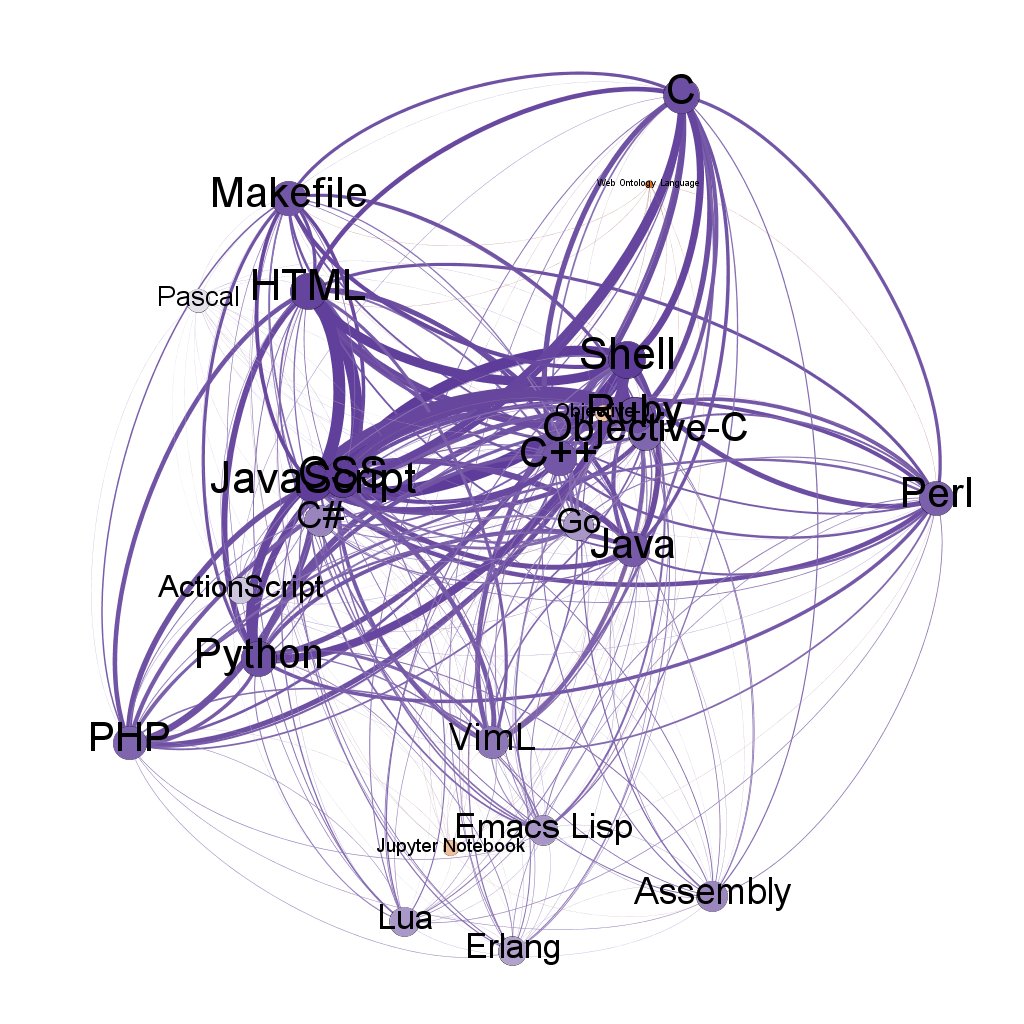 C
Web Ontology Language
Makefile
HTML
Pascal
Shell
Ruby
Objective-C
C++
CSS
JavaScript
C#
Go
Java
Perl
ActionScript
Python
PHP
VimL
Emacs Lisp
Jupyter Notebook
Assembly
Lua
Erlang